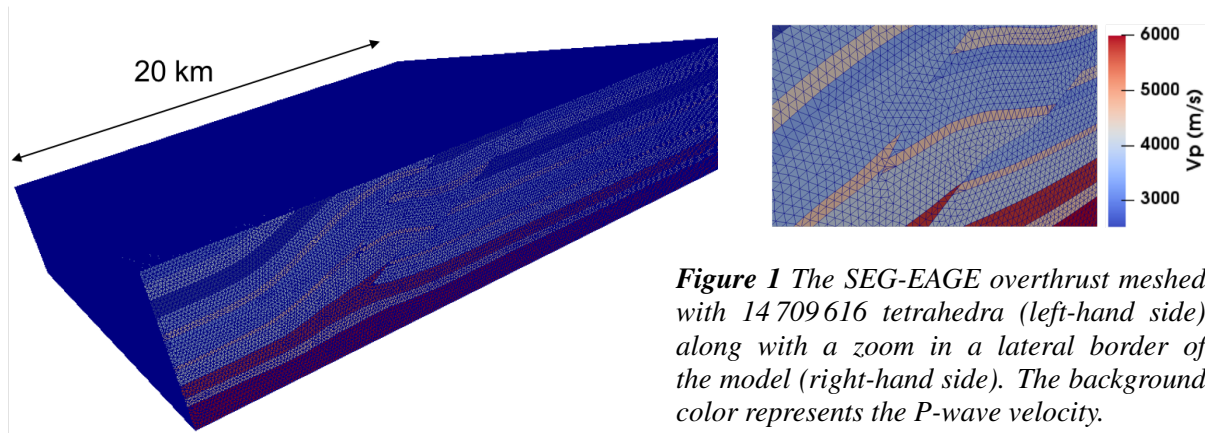 20 km
6000
5000
4000
3000
Vp (m/s)
Figure 1 The SEG-EAGE overthrust meshed
with 14 709 616 tetrahedra (left-hand side)
along with a zoom in a lateral border of
the model (right-hand side). The background
color represents the P-wave velocity.